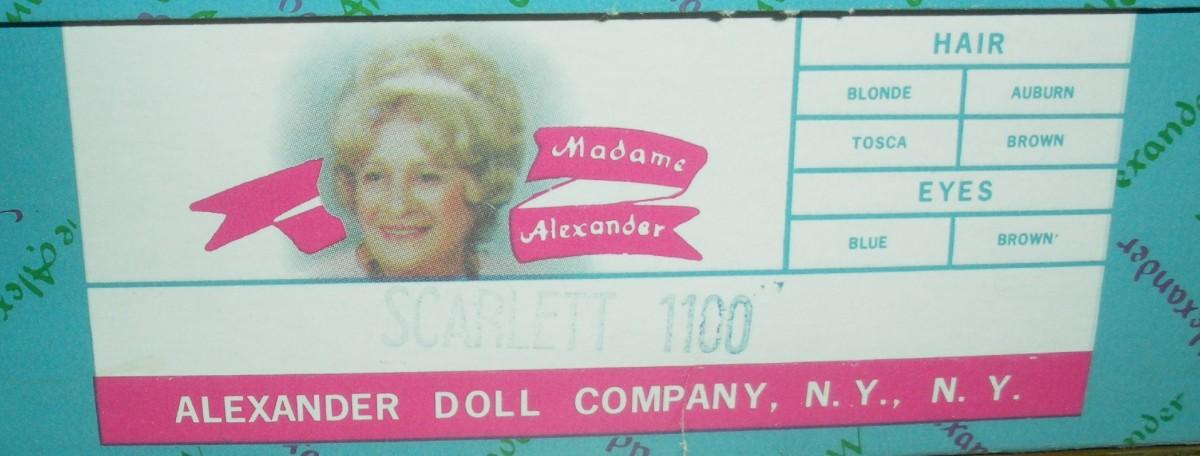 Madame
Alexander
HAIR
BLONDE AUBURN
TOSCA BROWN
EYES
BLUE BROWN
SCARLETT 1100
ALEXANDER DOLL COMPANY, N. Y., N. Y.